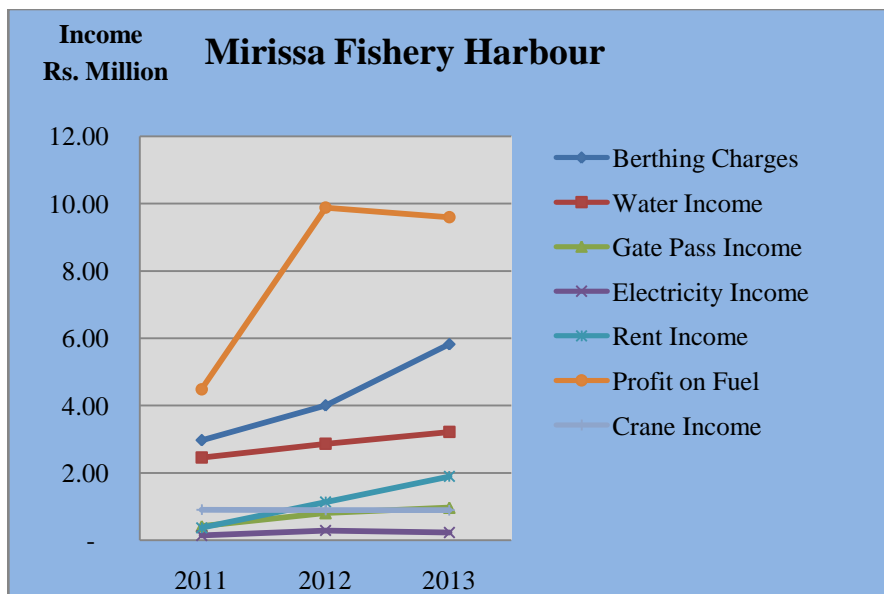 Income
Rs. Million
Mirissa Fishery Harbour
12.00
10.00
8.00
6.00
4.00
2.00
-
2011 2012 2013
Berthing Charges
Water Income
Gate Pass Income
Electricity Income
Rent Income
Profit on Fuel
Crane Income